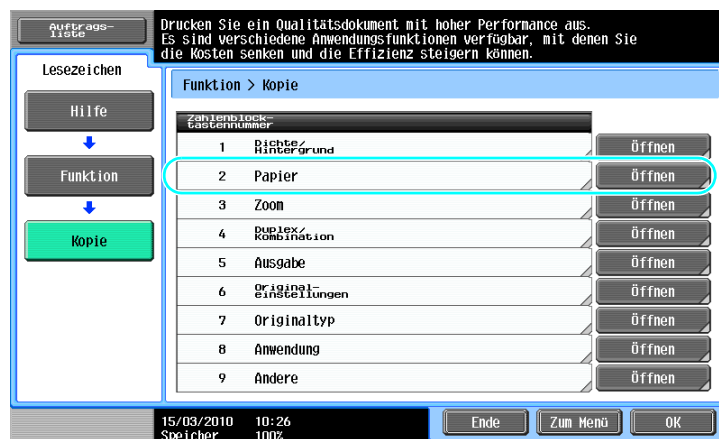 Auftrags-
liste
Drucken Sie ein Qualitätsdokument mit hoher Performance aus.
Es sind verschiedene Anwendungsfunktionen verfügbar, mit denen Sie
die Kosten senken und die Effizienz steigern können.
Lesezeichen
Hilfe
Funktion
Kopie
Funktion > Kopie
Zahlenblock-
tastennummer
1 Dichte/
Hintergrund Öffnen
2 Papier Öffnen
3 Zoom Öffnen
4 Duplex/
Kombination Öffnen
5 Ausgabe Öffnen
6 Original-
einstellungen Öffnen
7 Originaltyp Öffnen
8 Anwendung Öffnen
9 Andere Öffnen
15/03/2010 10:26
Speicher 100%
Ende Zum Menü OK